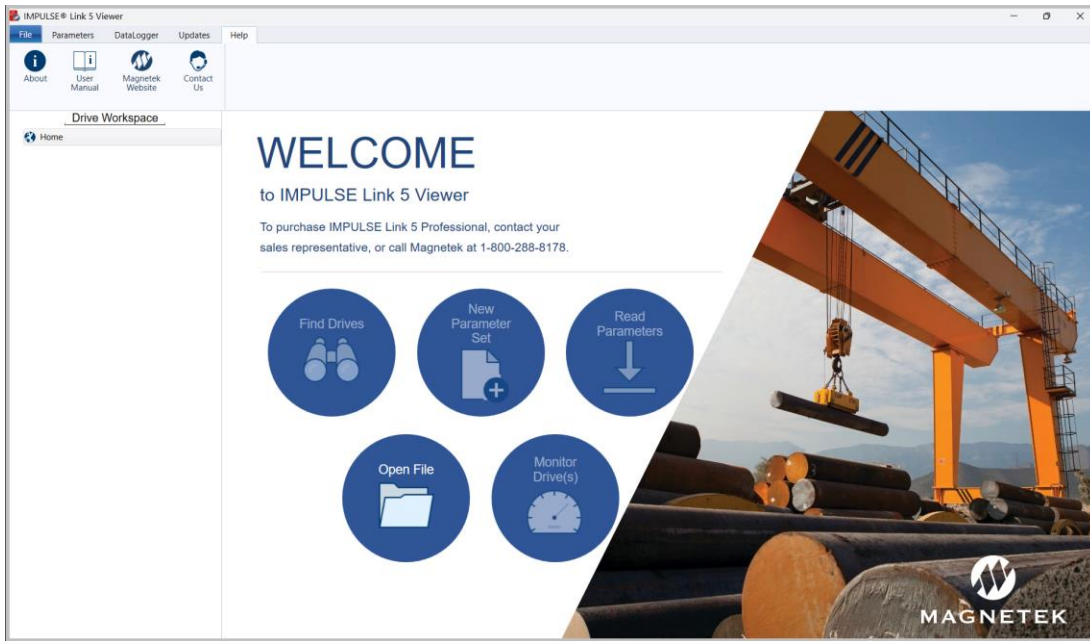 IMPULSE® Link 5 Viewer
File Parameters DataLogger Updates Help
About
User
Manual
Magnetek
Website
Contact
Us
Drive Workspace
Home
WELCOME
to IMPULSE Link 5 Viewer
To purchase IMPULSE Link 5 Professional, contact your
sales representative, or call Magnetek at 1-800-288-8178.
Find Drives
New
Parameter
Set
Read
Parameters
Open File
Monitor
Drive(s)
MAGNETEK